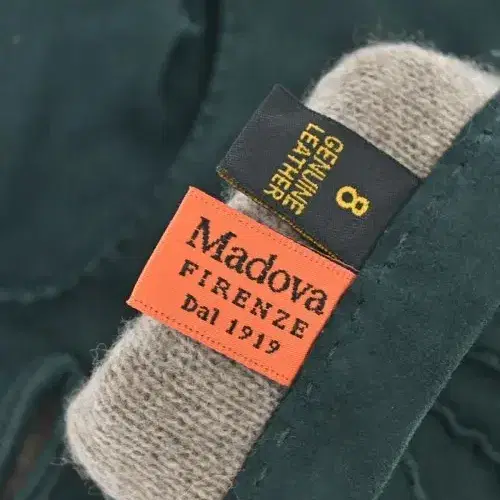 8
GENUINE
LEATHER
Madova
FIRENZE
Dal 1919